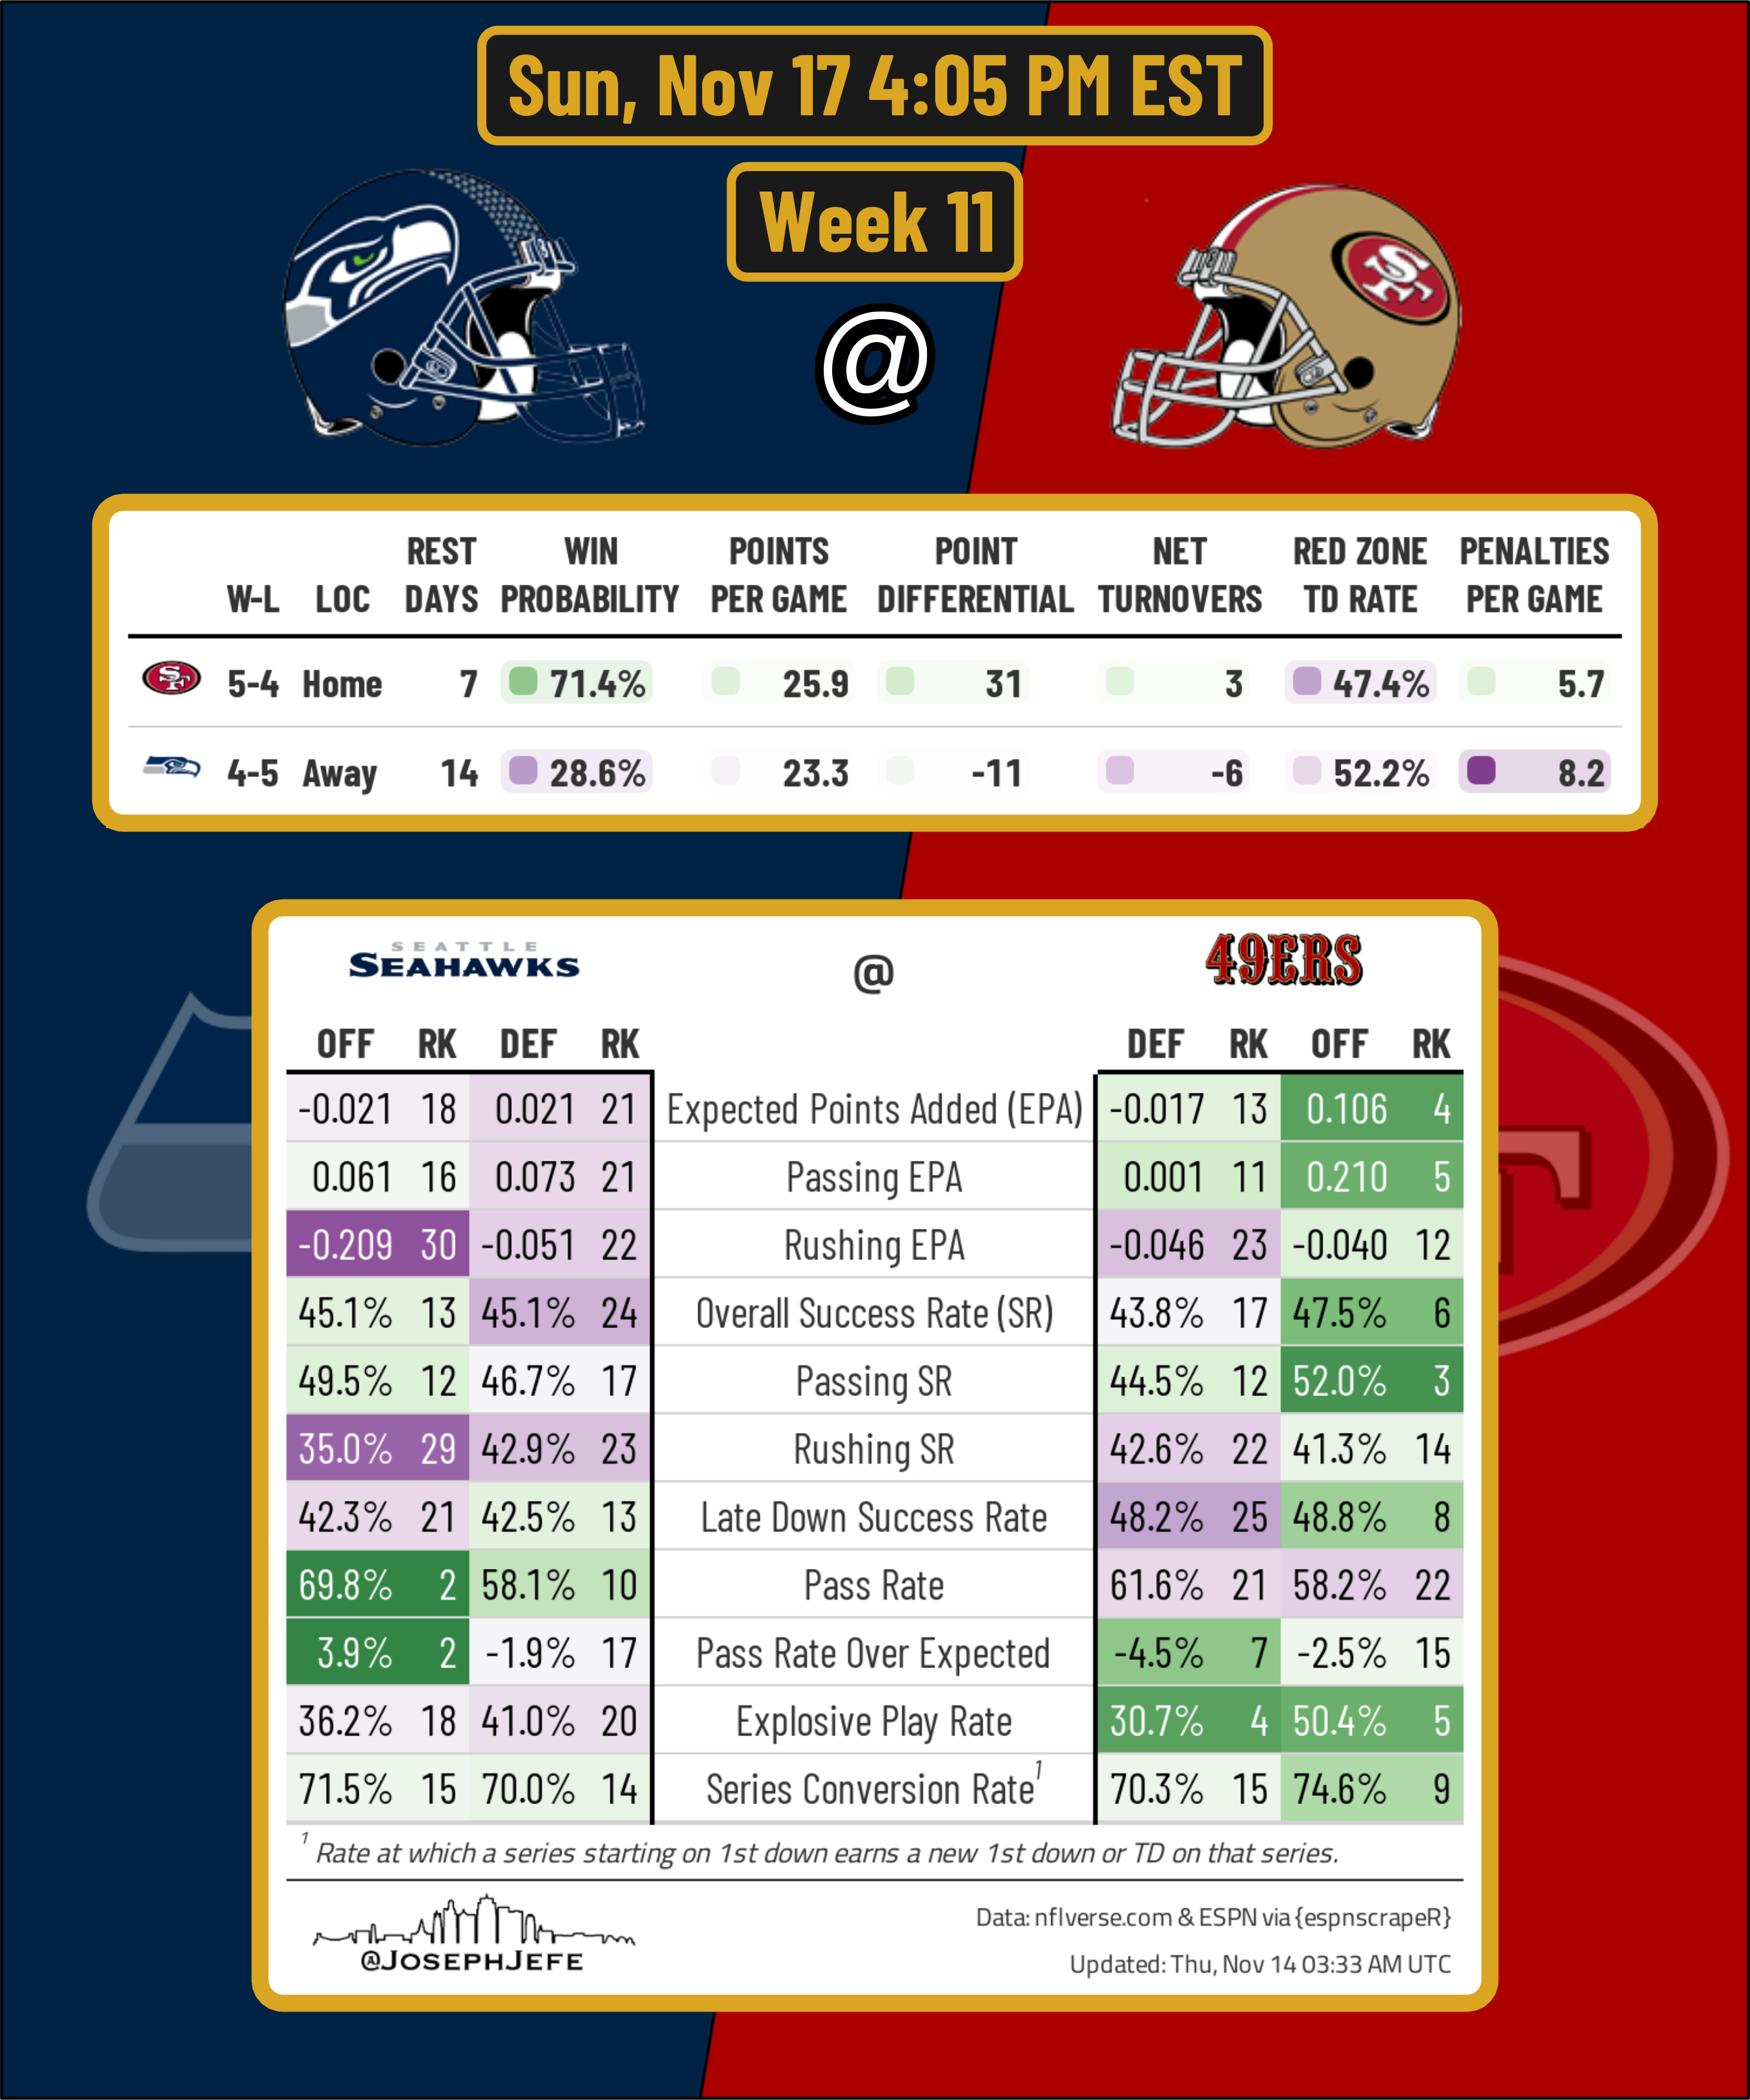 Sun, Nov 17 4:05 PM EST
Week 11
@
SF
REST WIN POINTS POINT NET RED ZONE PENALTIES
W-L LOC DAYS PROBABILITY PER GAME DIFFERENTIAL TURNOVERS TD RATE PER GAME
SF 5-4 Home 7 71.4% 25.9 31 3 47.4% 5.7
4-5 Away 14 28.6% 23.3 -11 -6 52.2% 8.2
SEATTLE
SEAHAWKS @ 49ERS
OFF RK DEF RK DEF RK OFF RK
-0.021 18 0.021 21 Expected Points Added (EPA) -0.017 13 0.106 4
0.061 16 0.073 21 Passing EPA 0.001 11 0.210 5
-0.209 30 -0.051 22 Rushing EPA -0.046 23 -0.040 12
45.1% 13 45.1% 24 Overall Success Rate (SR) 43.8% 17 47.5% 6
49.5% 12 46.7% 17 Passing SR 44.5% 12 52.0% 3
35.0% 29 42.9% 23 Rushing SR 42.6% 22 41.3% 14
42.3% 21 42.5% 13 Late Down Success Rate 48.2% 25 48.8% 8
69.8% 2 58.1% 10 Pass Rate 61.6% 21 58.2% 22
3.9% 2 -1.9% 17 Pass Rate Over Expected -4.5% 7 -2.5% 15
36.2% 18 41.0% 20 Explosive Play Rate 30.7% 4 50.4% 5
71.5% 15 70.0% 14 Series Conversion Rate¹ 70.3% 15 74.6% 9
¹ Rate at which a series starting on 1st down earns a new 1st down or TD on that series.
@JOSEPHJEFE
Data: nflverse.com & ESPN via {espnscrapeR}
Updated: Thu, Nov 14 03:33 AM UTC